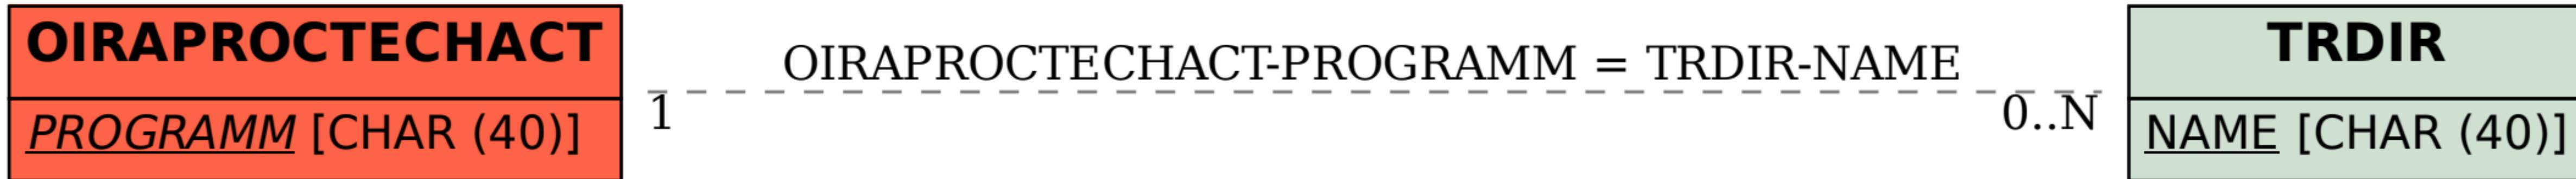 OIRAPROCTECHACT
PROGRAMM [CHAR (40)]
OIRAPROCTECHACT-PROGRAMM = TRDIR-NAME
1
0..N
TRDIR
NAME [CHAR (40)]